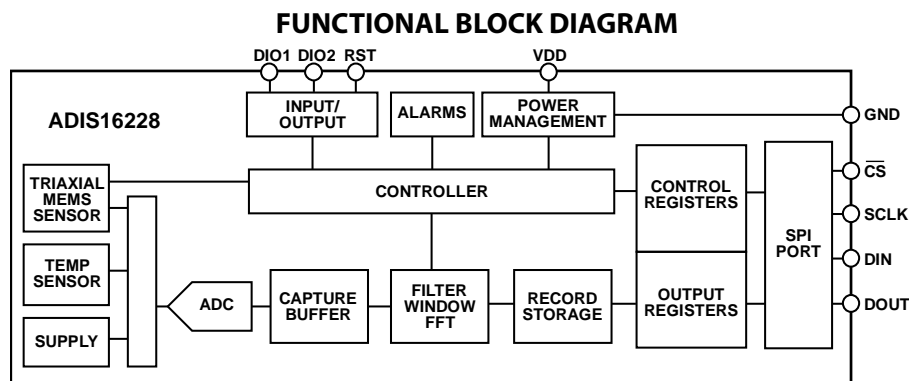 FUNCTIONAL BLOCK DIAGRAM
DIO1 DIO2 RST VDD
ADIS16228
INPUT/
OUTPUT
ALARMS
POWER
MANAGEMENT
GND
TRIAXIAL
MEMS
SENSOR
CONTROLLER
CONTROL
REGISTERS
CS
SCLK
SPI
PORT
DIN
TEMP
SENSOR
ADC
CAPTURE
BUFFER
FILTER
WINDOW
FFT
RECORD
STORAGE
OUTPUT
REGISTERS
DOUT
SUPPLY